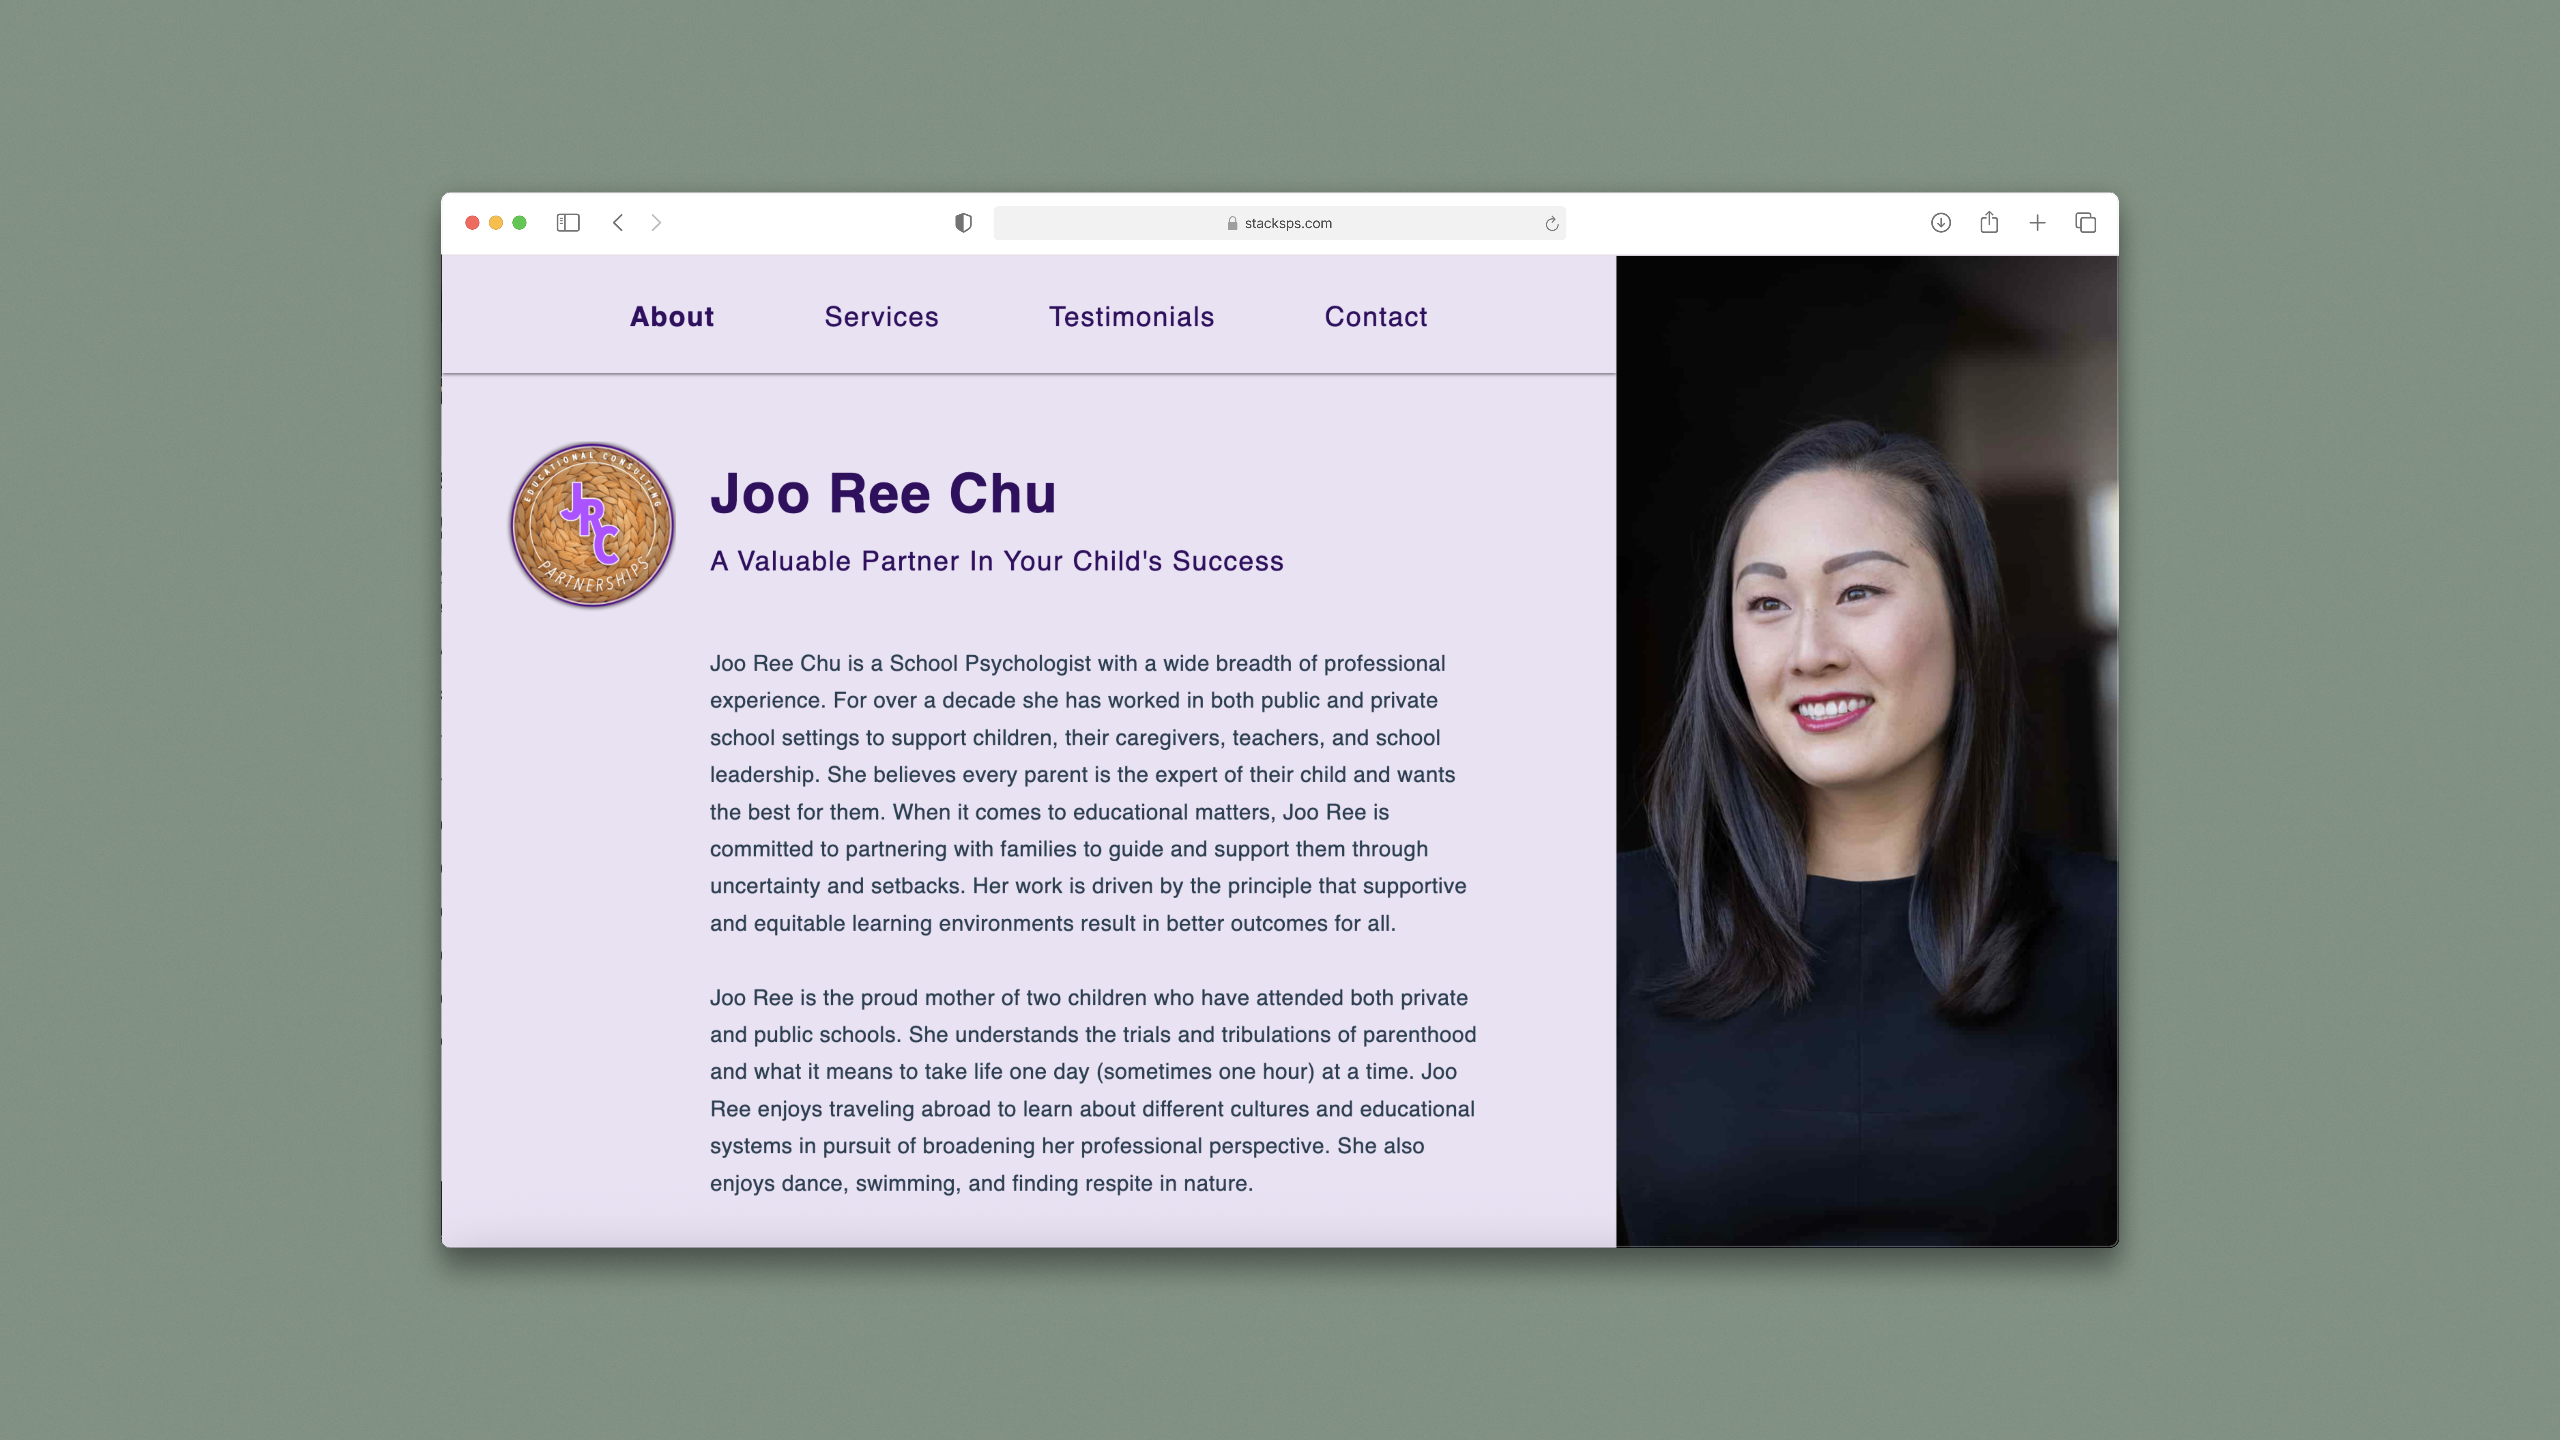 stacksps.com
About Services Testimonials Contact
EDUCATIONAL CONSULTING
JRC
PARTNERSHIPS
Joo Ree Chu
A Valuable Partner In Your Child's Success
Joo Ree Chu is a School Psychologist with a wide breadth of professional
experience. For over a decade she has worked in both public and private
school settings to support children, their caregivers, teachers, and school
leadership. She believes every parent is the expert of their child and wants
the best for them. When it comes to educational matters, Joo Ree is
committed to partnering with families to guide and support them through
uncertainty and setbacks. Her work is driven by the principle that supportive
and equitable learning environments result in better outcomes for all.
Joo Ree is the proud mother of two children who have attended both private
and public schools. She understands the trials and tribulations of parenthood
and what it means to take life one day (sometimes one hour) at a time. Joo
Ree enjoys traveling abroad to learn about different cultures and educational
systems in pursuit of broadening her professional perspective. She also
enjoys dance, swimming, and finding respite in nature.